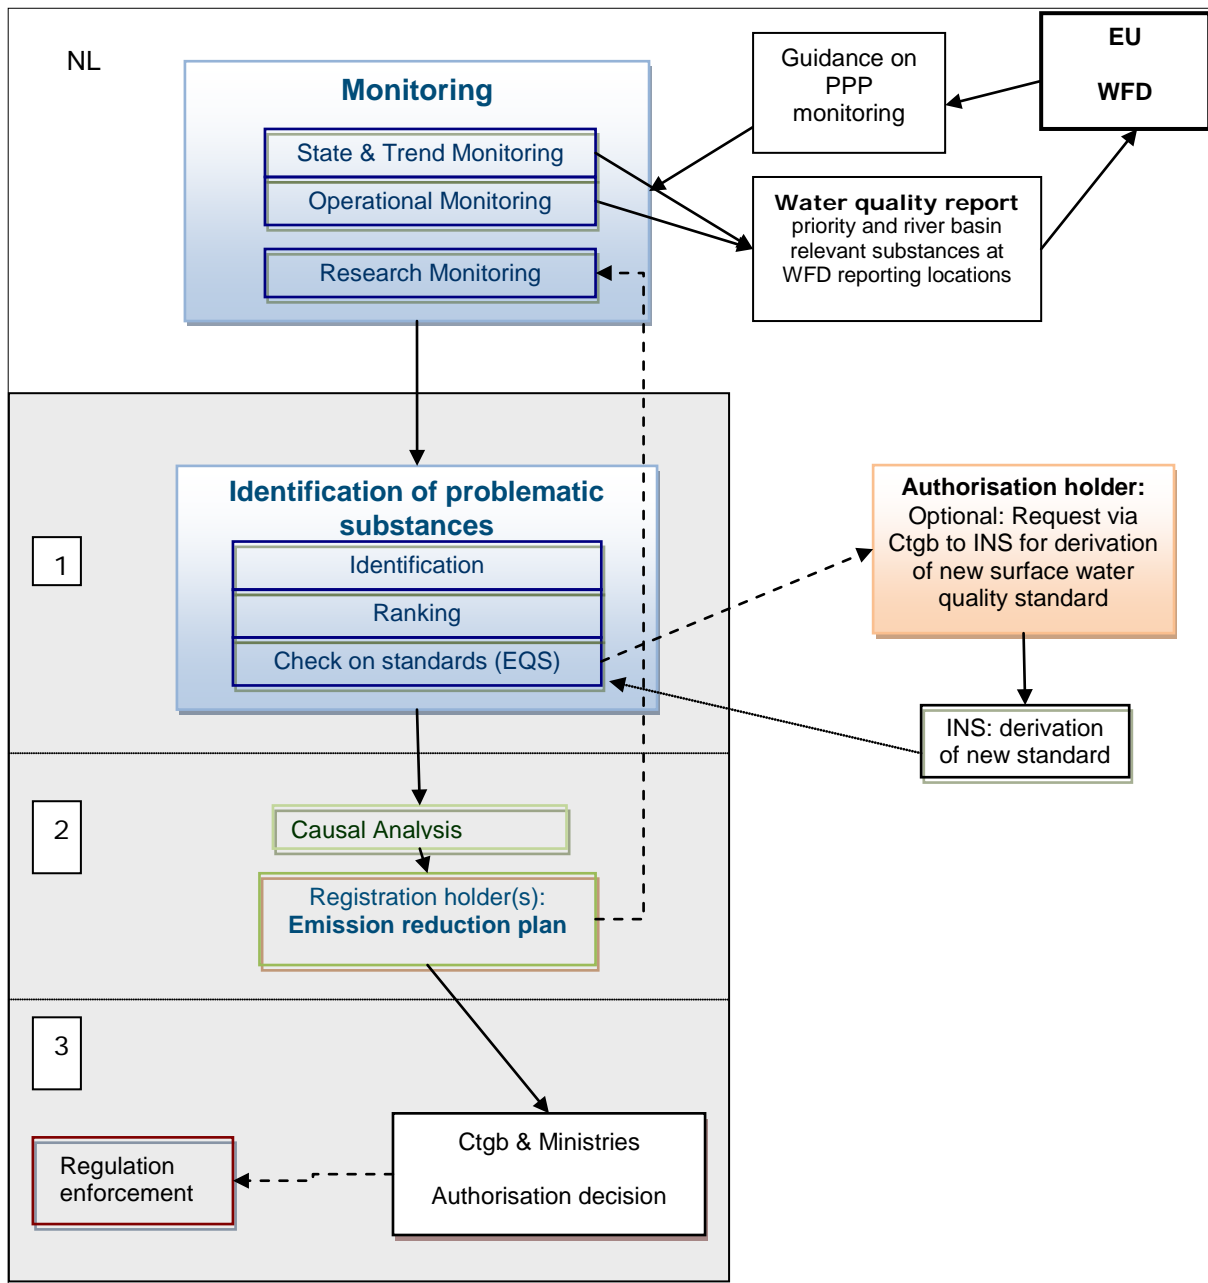 NL
EU
WFD
Guidance on
PPP
monitoring
Monitoring
State & Trend Monitoring
Operational Monitoring
Research Monitoring
Water quality report
priority and river basin
relevant substances at
WFD reporting locations
1
Identification of problematic
substances
Identification
Ranking
Check on standards (EQS)
Authorisation holder:
Optional: Request via
Ctgb to INS for derivation
of new surface water
quality standard
INS: derivation
of new standard
2
Causal Analysis
Registration holder(s):
Emission reduction plan
3
Regulation
enforcement
Ctgb & Ministries
Authorisation decision